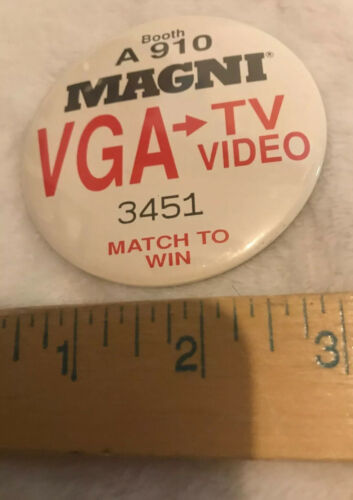 Booth
A 910
MAGNI®
VGA→TV
VIDEO
3451
MATCH TO
WIN
1 2 3